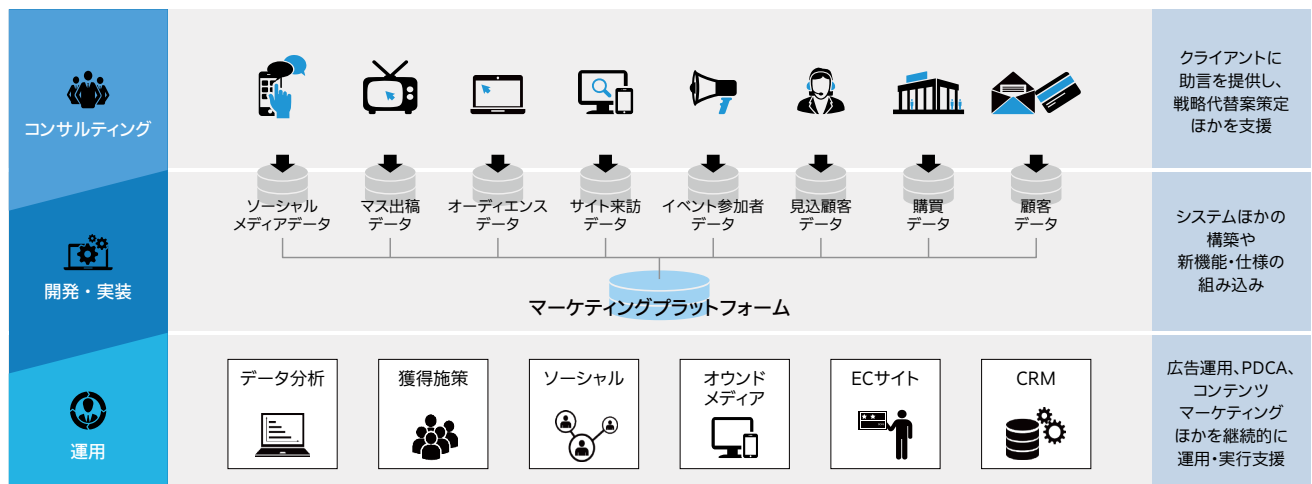 コンサルティング
クライアントに
助言を提供し、
戦略代替案策定
ほかを支援
ソーシャル
メディアデータ
マス出稿
データ
オーディエンス
データ
サイト来訪
データ
イベント参加者
データ
見込顧客
データ
購買
データ
顧客
データ
マーケティングプラットフォーム
開発・実装
システムほかの
構築や
新機能・仕様の
組み込み
運用
データ分析
獲得施策
ソーシャル
オウンド
メディア
ECサイト
CRM
広告運用、PDCA、
コンテンツ
マーケティング
ほかを継続的に
運用・実行支援